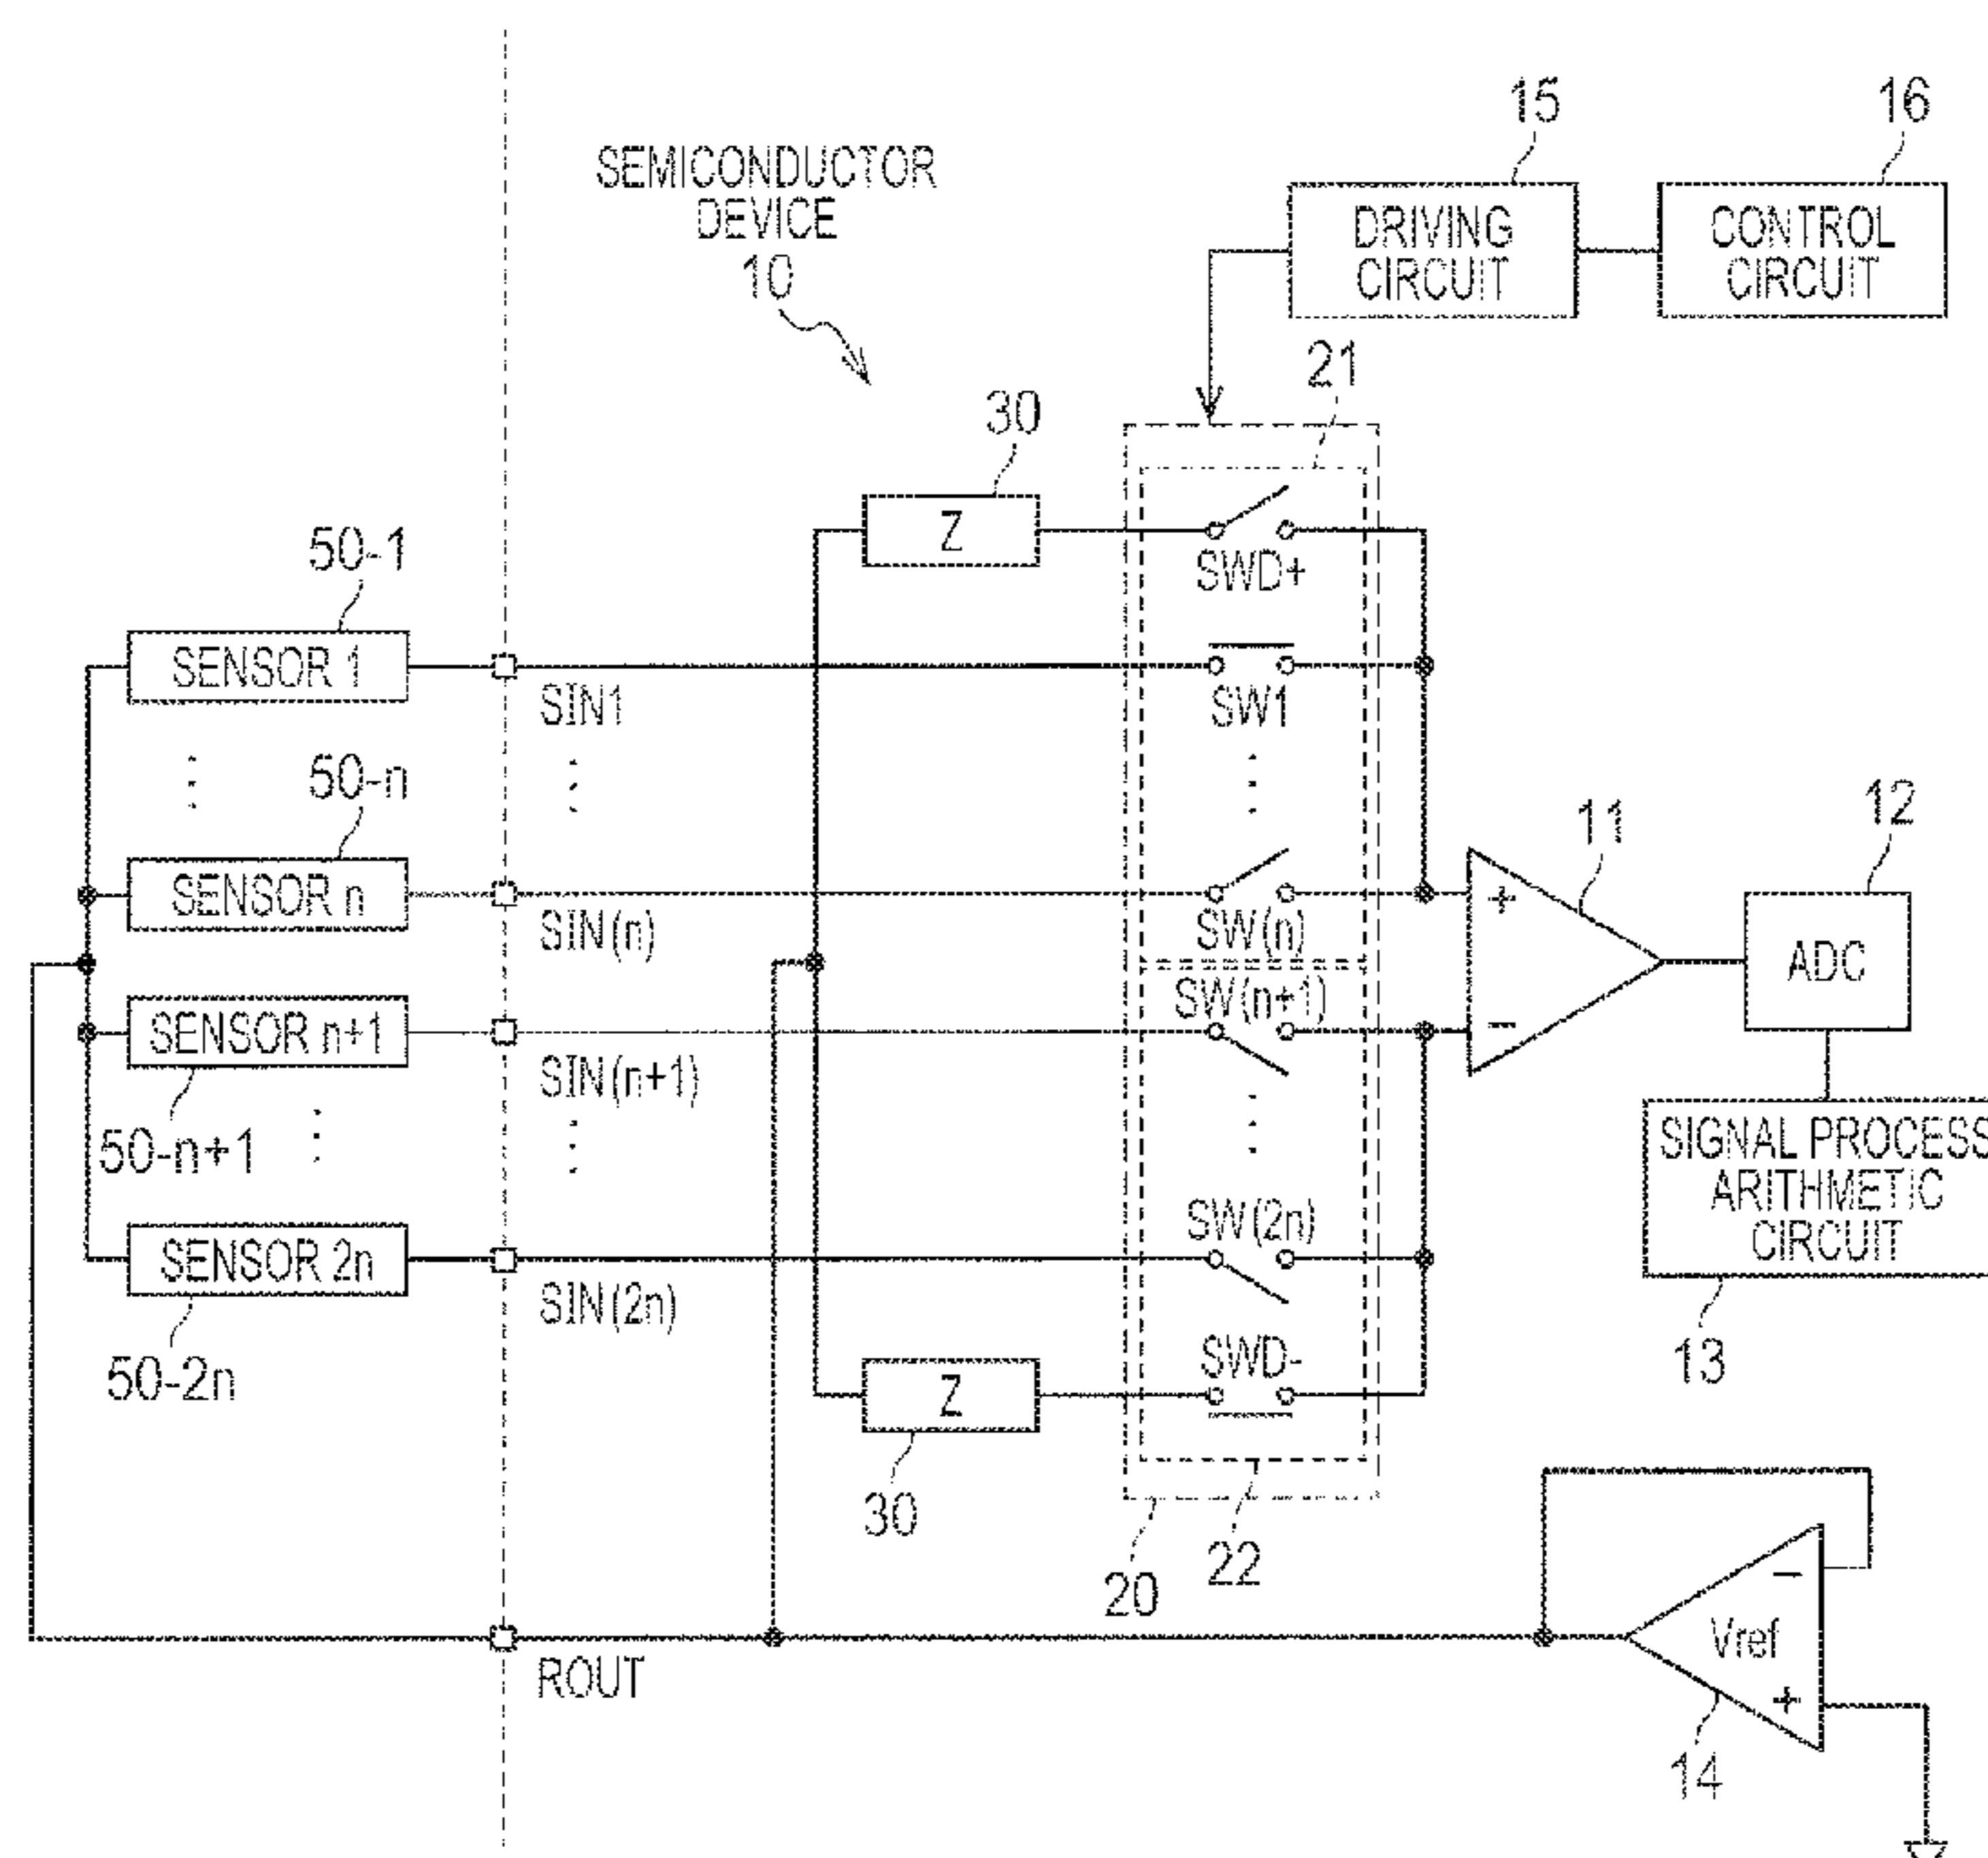 15
16
SEMICONDUCTOR
DEVICE
10
DRIVING
CIRCUIT
CONTROL
CIRCUIT
21
30
Z
SWD+
50-1
SENSOR 1
SIN1
SW1
50-n
SENSOR n
SIN(n)
SW(n)
11
12
+
ADC
SW(n+1)
SENSOR n+1
SIN(n+1)
−
50-n+1
SIGNAL PROCESS
ARITHMETIC
CIRCUIT
13
SW(2n)
SENSOR 2n
SIN(2n)
50-2n
SWD-
Z
30
22
20
−
Vref
+
ROUT
14